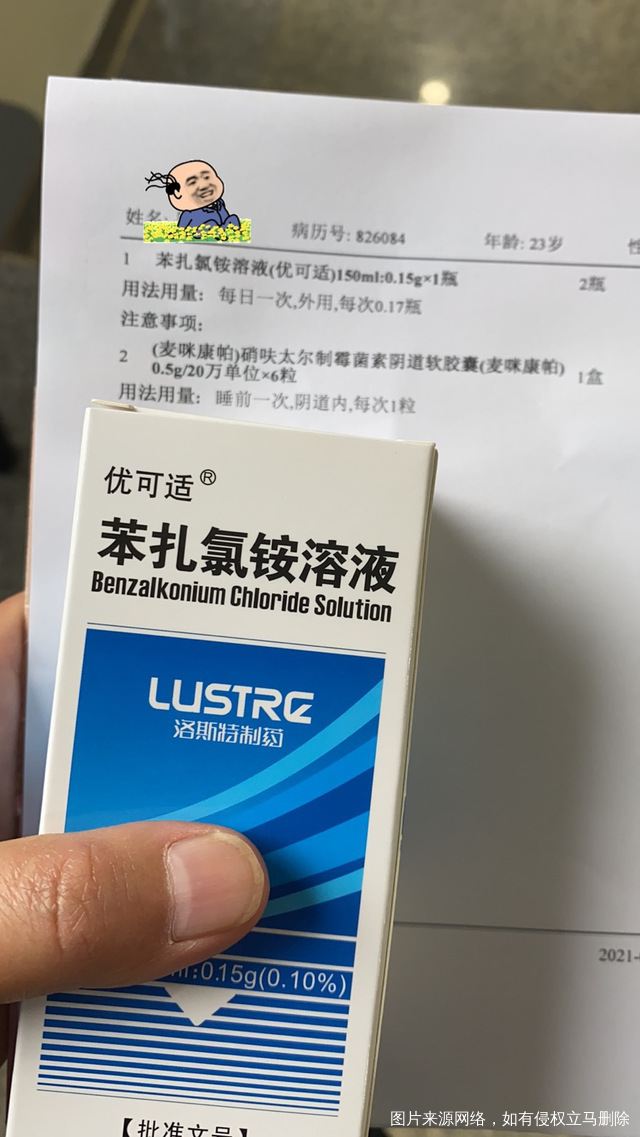 姓名:
病历号: 826084
年龄: 23岁
性
1 苯扎氯铵溶液(优可适)150ml:0.15g×1瓶 2瓶
用法用量: 每日一次,外用,每次0.17瓶
注意事项:
2 (麦咪康帕)硝呋太尔制霉菌素阴道软胶囊(麦咪康帕) 1盒
0.5g/20万单位×6粒
用法用量: 睡前一次,阴道内,每次1粒
优可适®
苯扎氯铵溶液
Benzalkonium Chloride Solution
LUSTRE
洛斯特制药
ml:0.15g(0.10%)
2021-
【批准文号】
图片来源网络，如有侵权立马删除